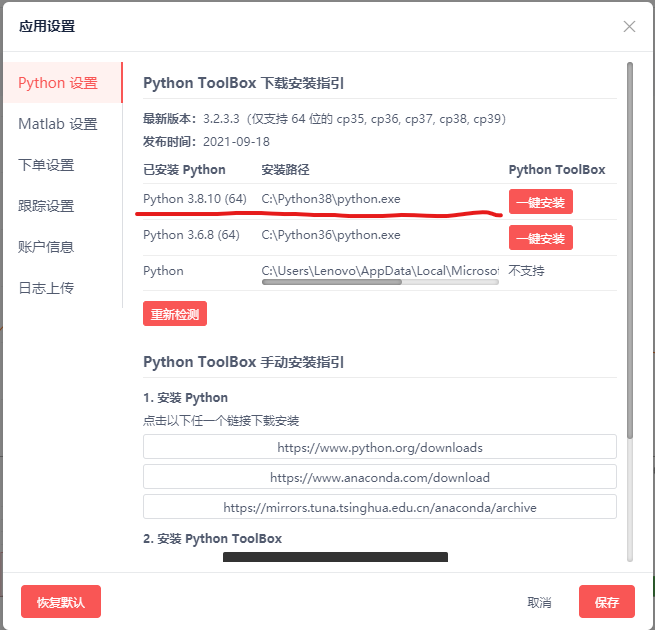 应用设置
Python 设置
Matlab 设置
下单设置
跟踪设置
账户信息
日志上传
Python ToolBox 下载安装指引
最新版本：3.2.3.3（仅支持 64 位的 cp35, cp36, cp37, cp38, cp39）
发布时间：2021-09-18
已安装 Python 安装路径 Python ToolBox
Python 3.8.10 (64) C:\Python38\python.exe 一键安装
Python 3.6.8 (64) C:\Python36\python.exe 一键安装
Python C:\Users\Lenovo\AppData\Local\Microsof 不支持
重新检测
Python ToolBox 手动安装指引
1. 安装 Python
点击以下任一个链接下载安装
https://www.python.org/downloads
https://www.anaconda.com/download
https://mirrors.tuna.tsinghua.edu.cn/anaconda/archive
2. 安装 Python ToolBox
恢复默认
取消
保存